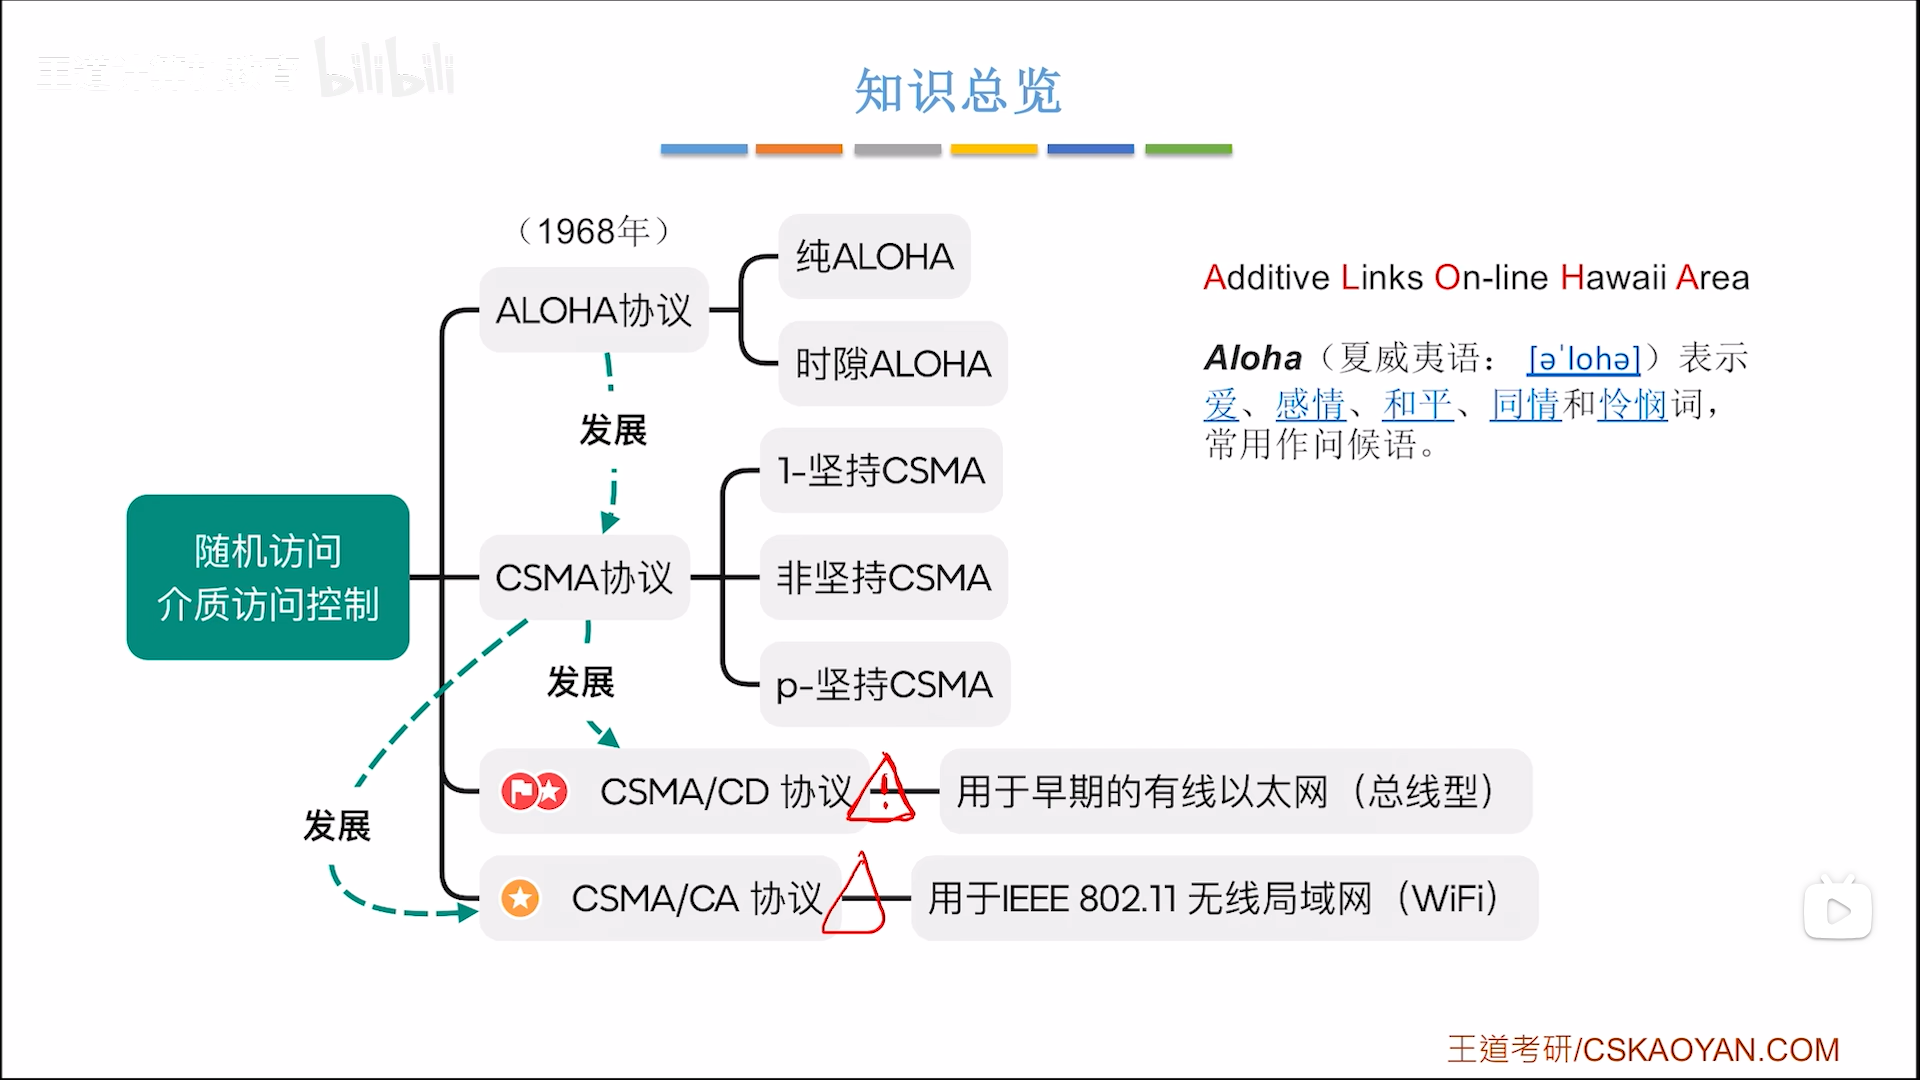 bilibili
知识总览
（1968年）
ALOHA协议
纯ALOHA
时隙ALOHA
Additive Links On-line Hawaii Area
Aloha（夏威夷语： [əˈlohə]）表示
爱、感情、和平、同情和怜悯词，
常用作问候语。
发展
随机访问
介质访问控制
CSMA协议
1-坚持CSMA
非坚持CSMA
p-坚持CSMA
发展
CSMA/CD 协议
用于早期的有线以太网（总线型）
发展
CSMA/CA 协议
用于IEEE 802.11 无线局域网（WiFi）
王道考研/CSKAOYAN.COM